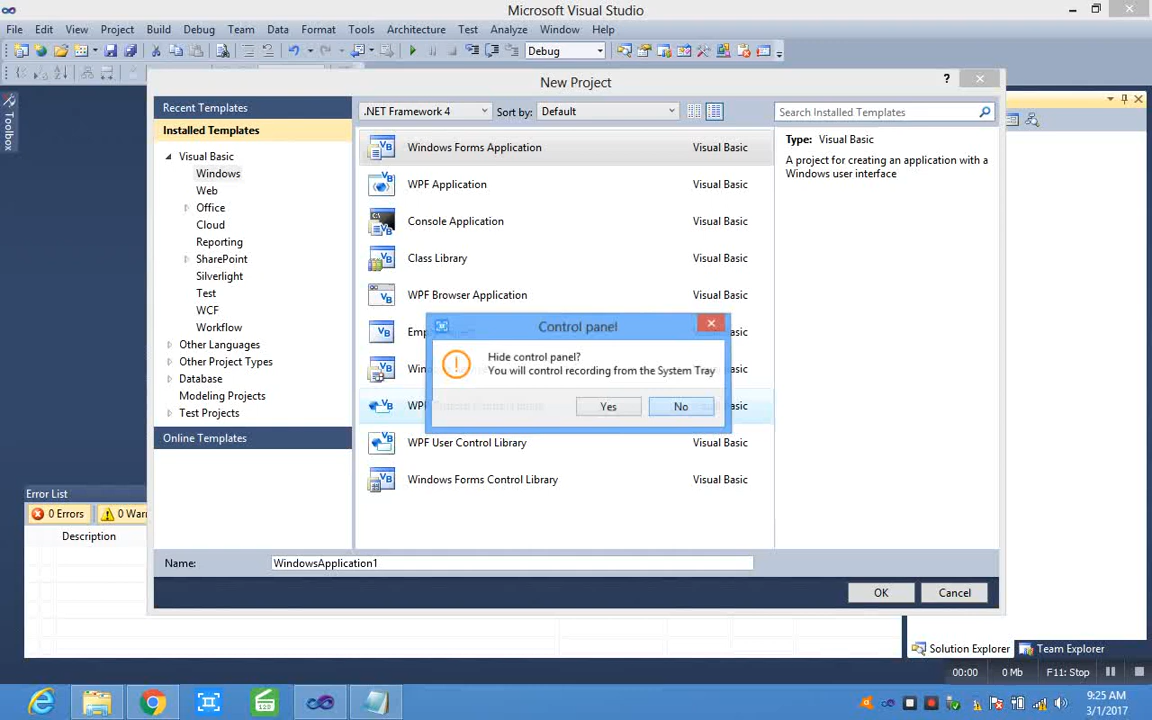 Microsoft Visual Studio
File Edit View Project Build Debug Team Data Format Tools Architecture Test Analyze Window Help
Debug
New Project
?
Toolbox
Recent Templates
.NET Framework 4
Sort by: Default
Search Installed Templates
Installed Templates
Visual Basic
Windows
Web
Office
Cloud
Reporting
SharePoint
Silverlight
Test
WCF
Workflow
Other Languages
Other Project Types
Database
Modeling Projects
Test Projects
Online Templates
Windows Forms Application Visual Basic
WPF Application Visual Basic
Console Application Visual Basic
Class Library Visual Basic
WPF Browser Application Visual Basic
WPF User Control Library Visual Basic
Windows Forms Control Library Visual Basic
Type: Visual Basic
A project for creating an application with a
Windows user interface
Control panel
Hide control panel?
You will control recording from the System Tray
Yes No
Error List
0 Errors
Description
Name: WindowsApplication1
OK Cancel
Solution Explorer Team Explorer
00:00 0 Mb F11: Stop
9:25 AM
3/1/2017